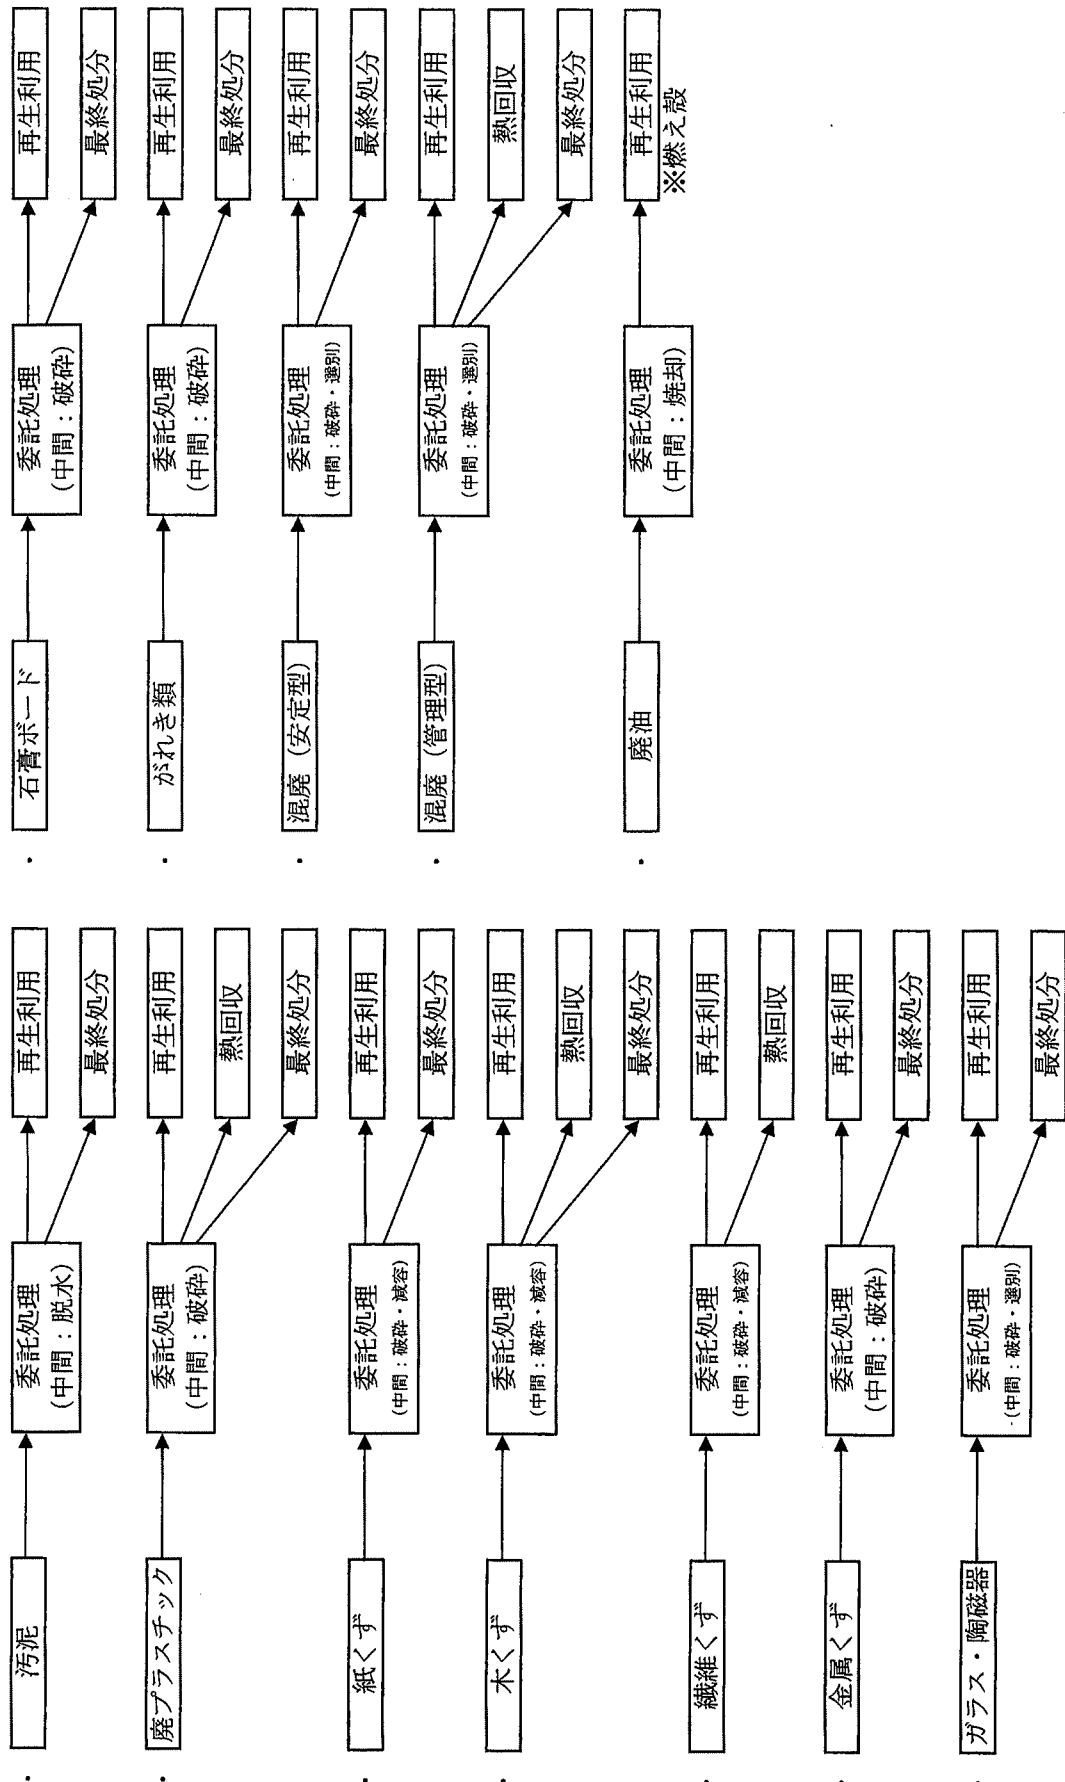 ・ 汚泥
委託処理
(中間：脱水)
再生利用
最終処分
・ 廃プラスチック
委託処理
(中間：破砕)
再生利用
熱回収
最終処分
・ 紙くず
委託処理
(中間：破砕・減容)
再生利用
最終処分
・ 木くず
委託処理
(中間：破砕・減容)
再生利用
熱回収
最終処分
・ 繊維くず
委託処理
(中間：破砕・減容)
再生利用
熱回収
・ 金属くず
委託処理
(中間：破砕)
再生利用
最終処分
・ ガラス・陶磁器
委託処理
(中間：破砕・選別)
再生利用
最終処分
・ 石膏ボード
委託処理
(中間：破砕)
再生利用
最終処分
・ がれき類
委託処理
(中間：破砕)
再生利用
最終処分
・ 混廃（安定型）
委託処理
(中間：破砕・選別)
再生利用
最終処分
・ 混廃（管理型）
委託処理
(中間：破砕・選別)
再生利用
熱回収
最終処分
・ 廃油
委託処理
(中間：焼却)
再生利用
※燃え殻